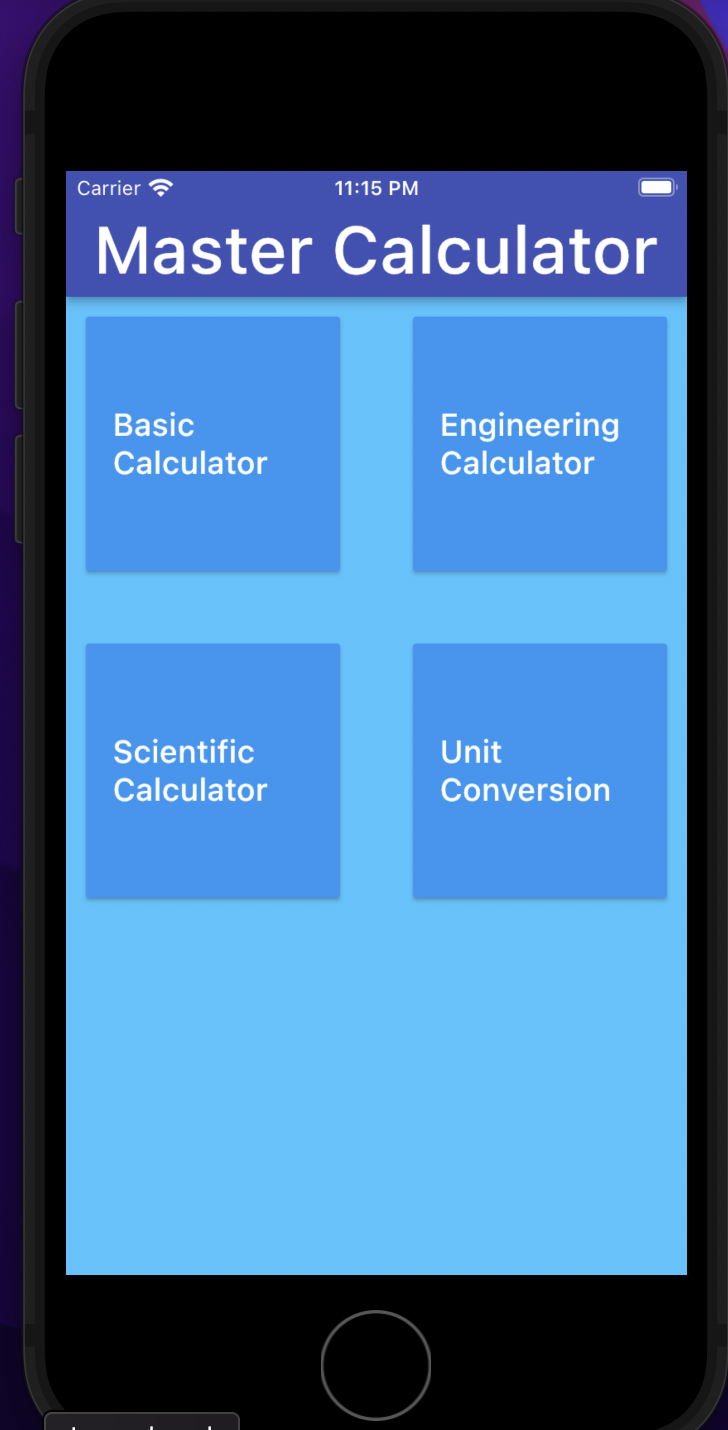 Carrier
11:15 PM
Master Calculator
Basic
Calculator
Engineering
Calculator
Scientific
Calculator
Unit
Conversion